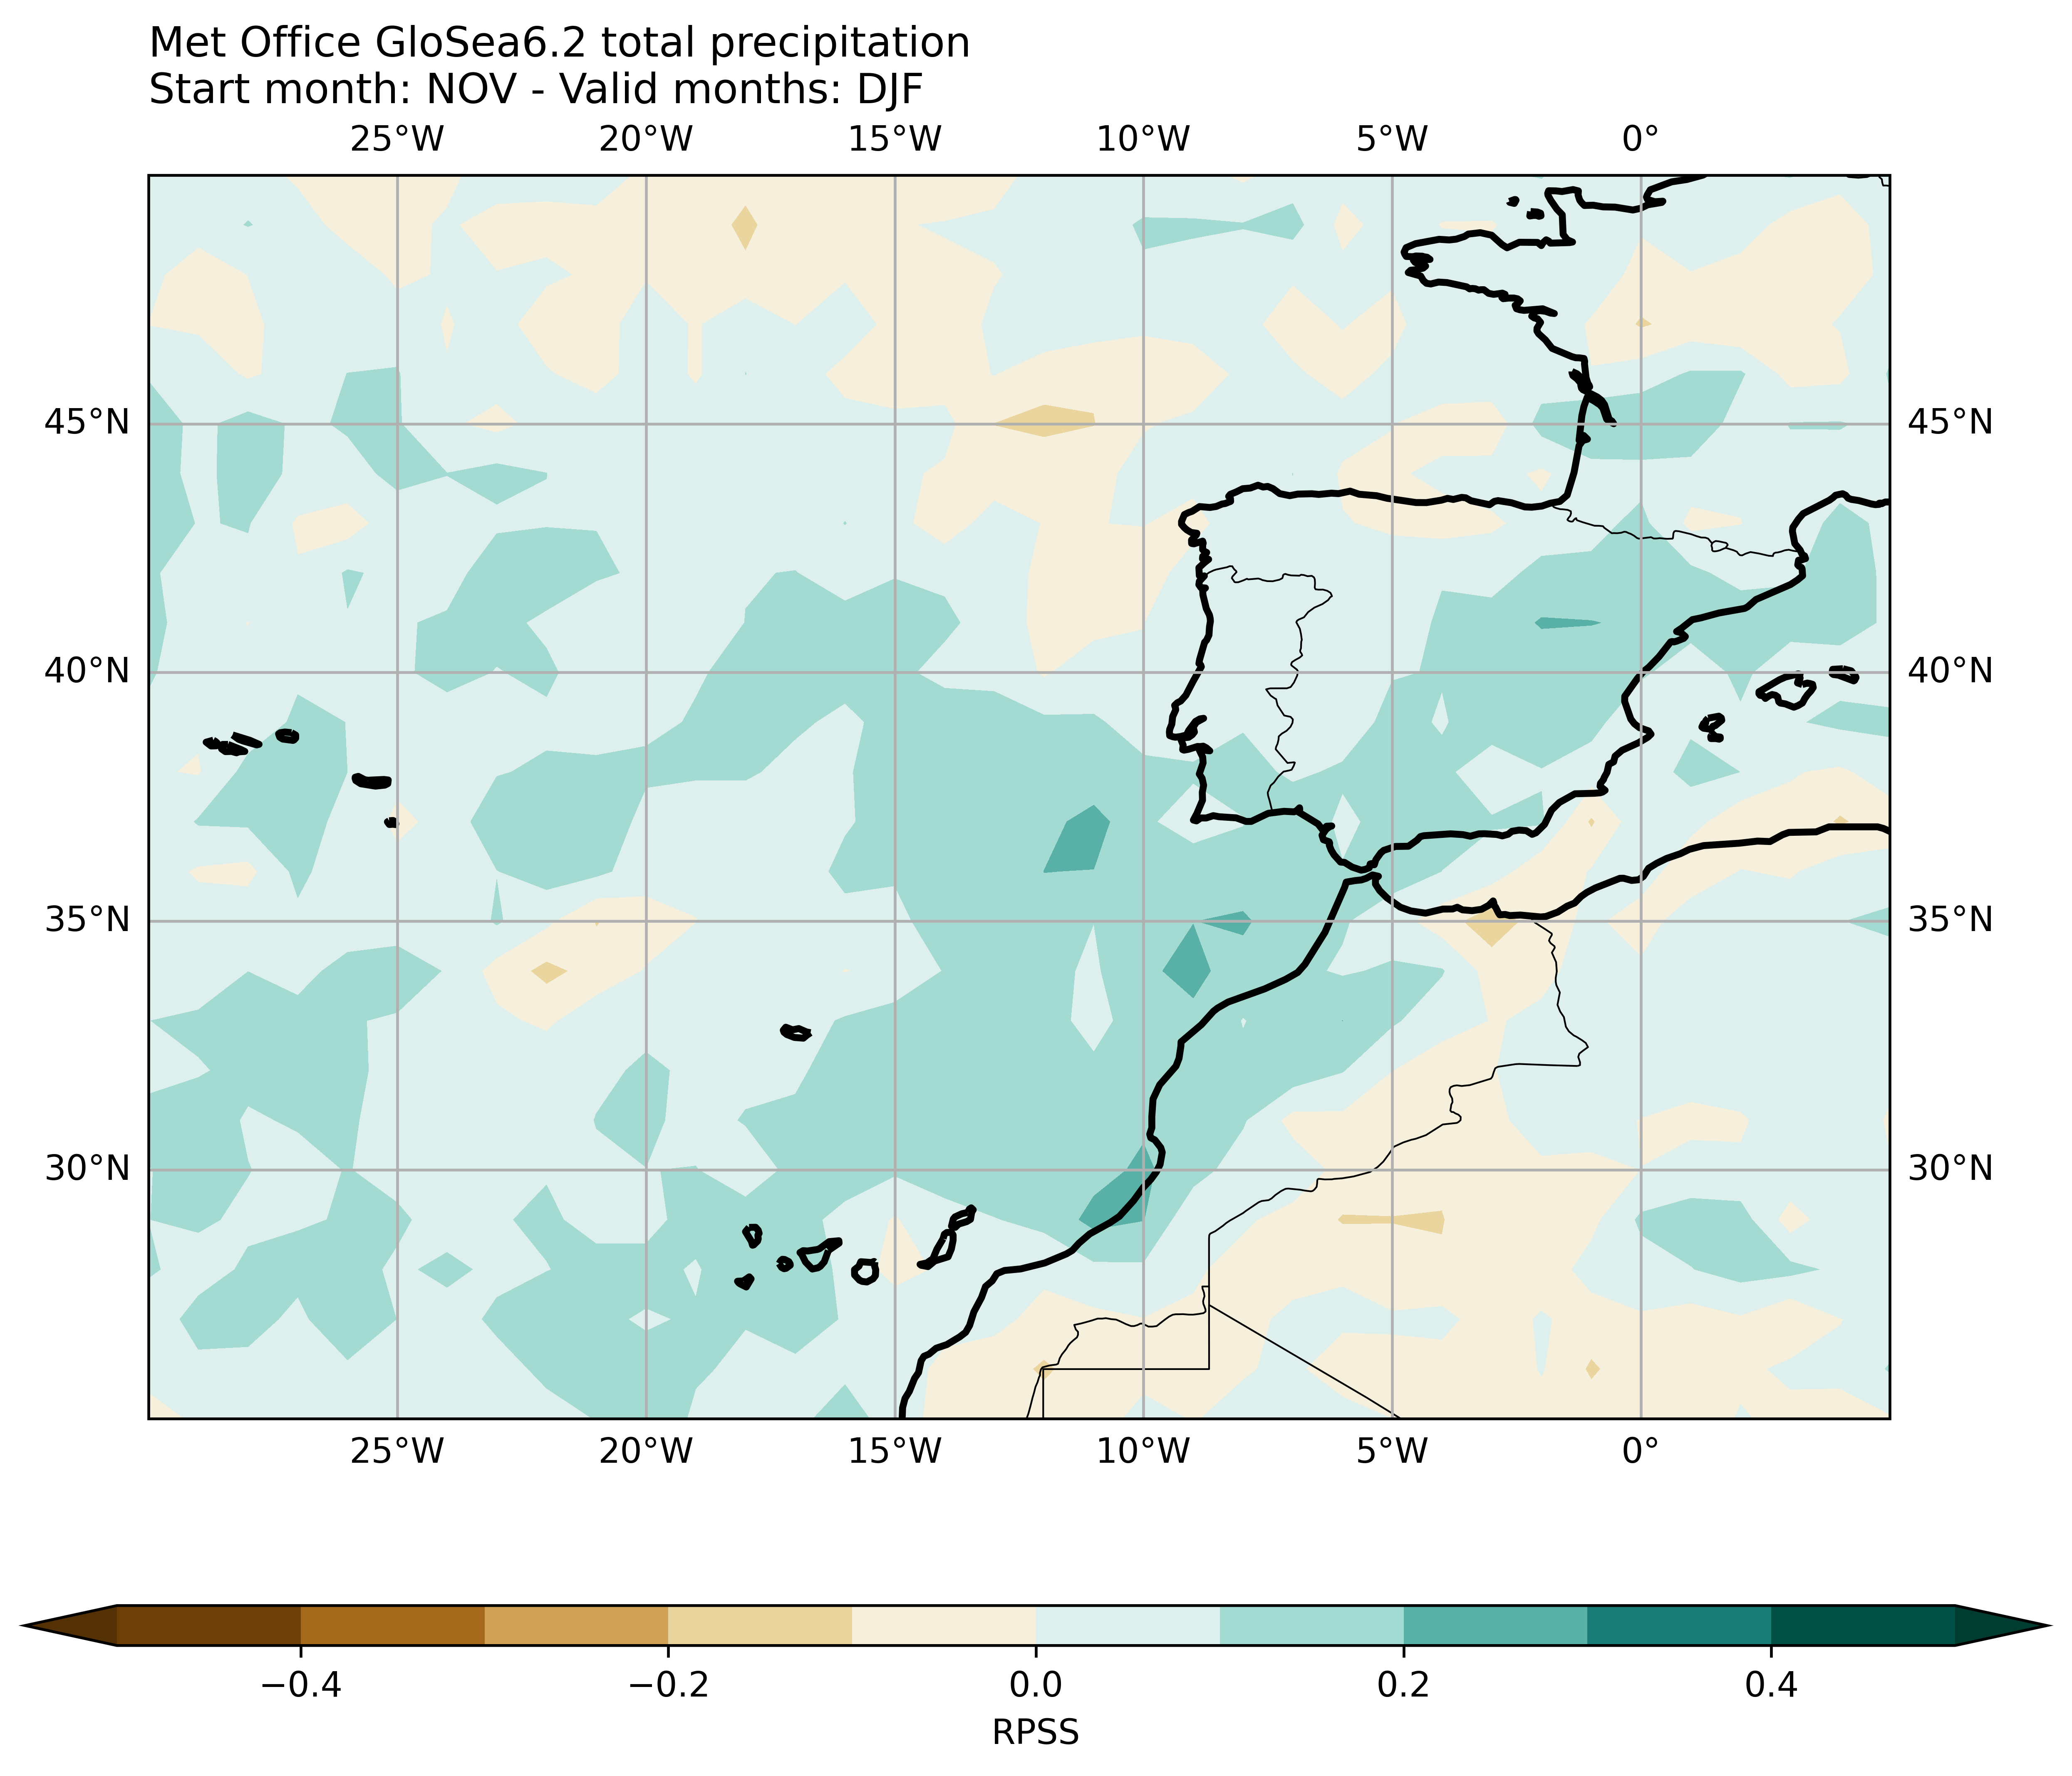 Met Office GloSea6.2 total precipitation
Start month: NOV - Valid months: DJF
25°W 20°W 15°W 10°W 5°W 0°
45°N 45°N
40°N 40°N
35°N 35°N
30°N 30°N
25°W 20°W 15°W 10°W 5°W 0°
−0.4 −0.2 0.0 0.2 0.4
RPSS